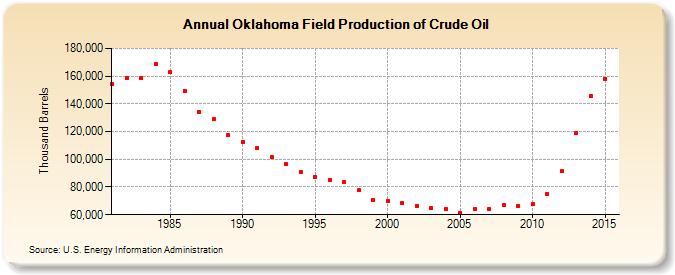 Annual Oklahoma Field Production of Crude Oil
Thousand Barrels
180,000
160,000
140,000
120,000
100,000
80,000
60,000
1985 1990 1995 2000 2005 2010 2015
Source: U.S. Energy Information Administration